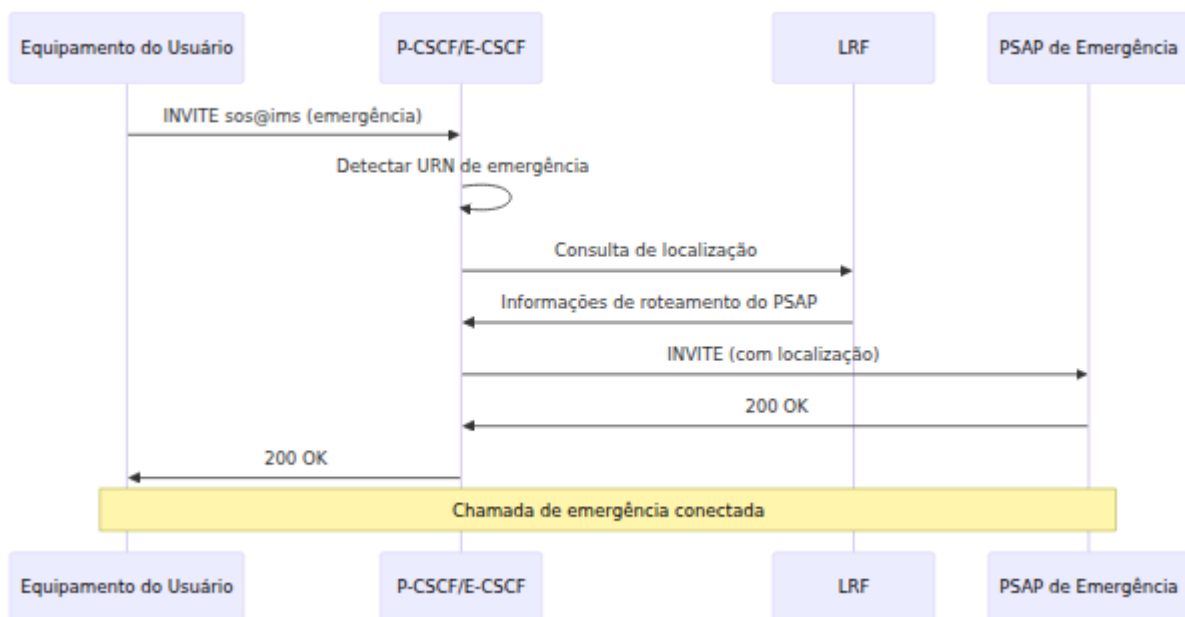 Equipamento do Usuário
P-CSCF/E-CSCF
LRF
PSAP de Emergência
INVITE sos@ims (emergência)
Detectar URN de emergência
Consulta de localização
Informações de roteamento do PSAP
INVITE (com localização)
200 OK
200 OK
Chamada de emergência conectada
Equipamento do Usuário
P-CSCF/E-CSCF
LRF
PSAP de Emergência